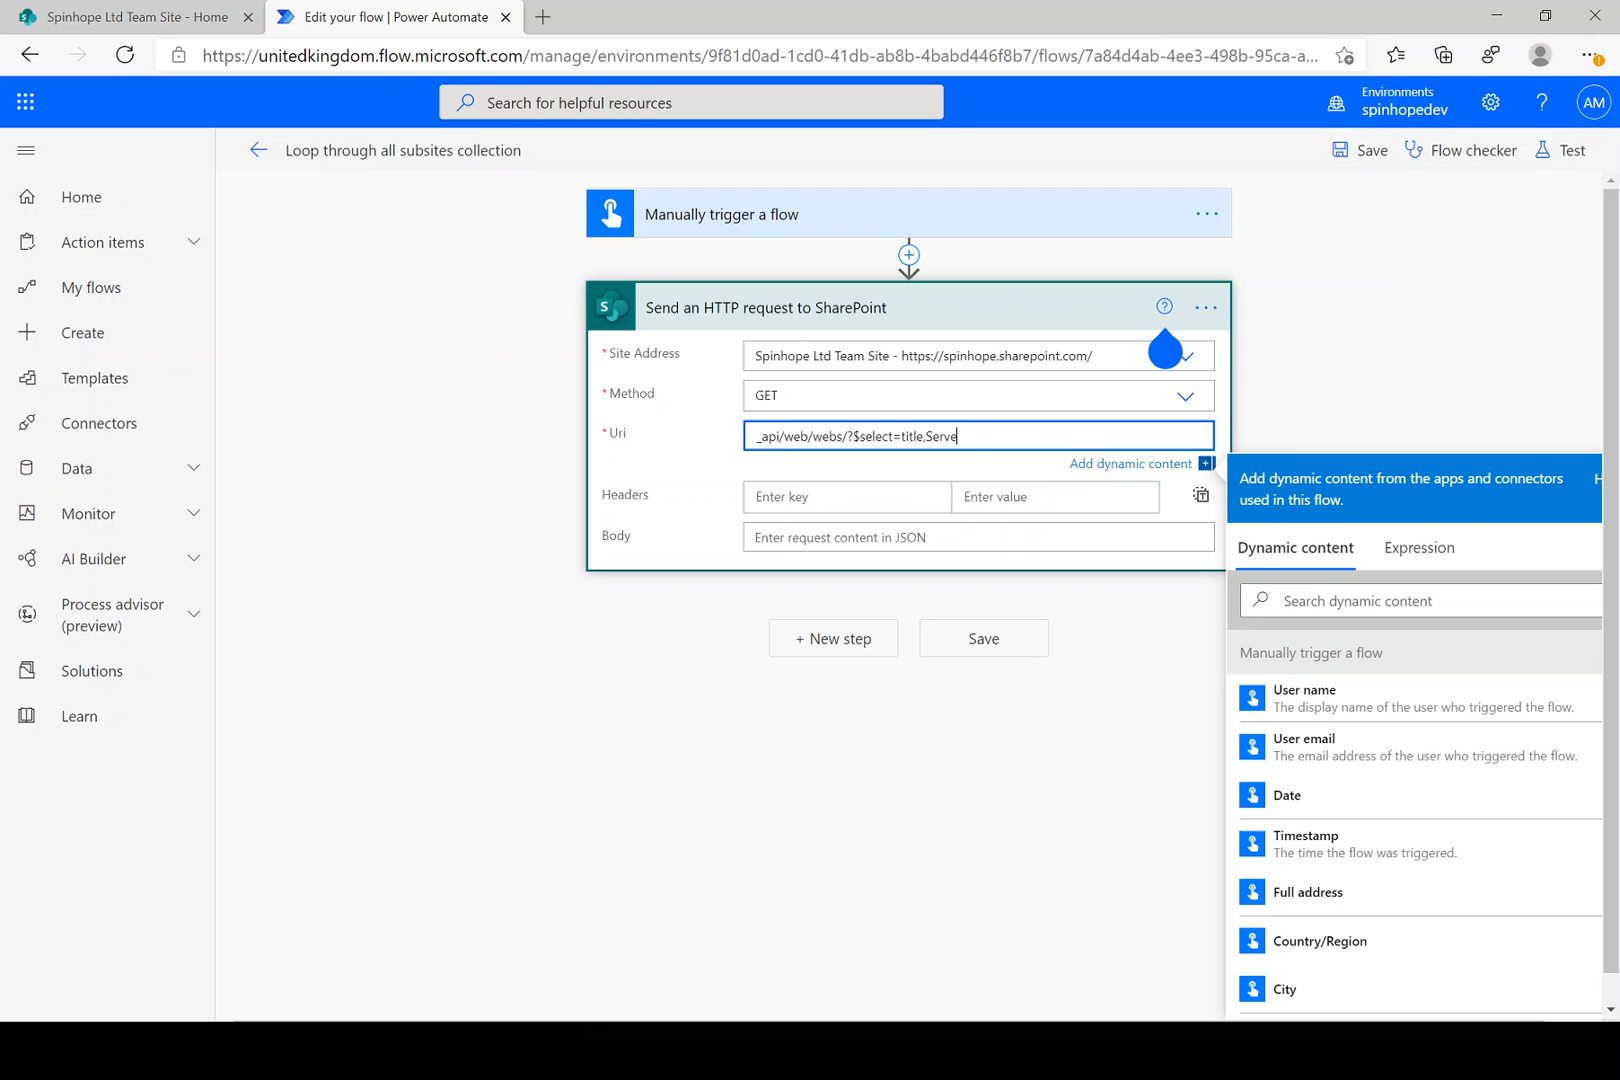 Spinhope Ltd Team Site - Home
Edit your flow | Power Automate
https://unitedkingdom.flow.microsoft.com/manage/environments/9f81d0ad-1cd0-41db-ab8b-4babd446f8b7/flows/7a84d4ab-4ee3-498b-95ca-a...
Search for helpful resources
Environments
spinhopedev
AM
Loop through all subsites collection
Save
Flow checker
Test
Home
Action items
My flows
Create
Templates
Connectors
Data
Monitor
AI Builder
Process advisor
(preview)
Solutions
Learn
Manually trigger a flow
S
Send an HTTP request to SharePoint
* Site Address
Spinhope Ltd Team Site - https://spinhope.sharepoint.com/
* Method
GET
* Uri
_api/web/webs/?$select=title,Serve
Add dynamic content
Headers
Enter key
Enter value
Body
Enter request content in JSON
+ New step
Save
Add dynamic content from the apps and connectors
used in this flow.
H
Dynamic content
Expression
Search dynamic content
Manually trigger a flow
User name
The display name of the user who triggered the flow.
User email
The email address of the user who triggered the flow.
Date
Timestamp
The time the flow was triggered.
Full address
Country/Region
City